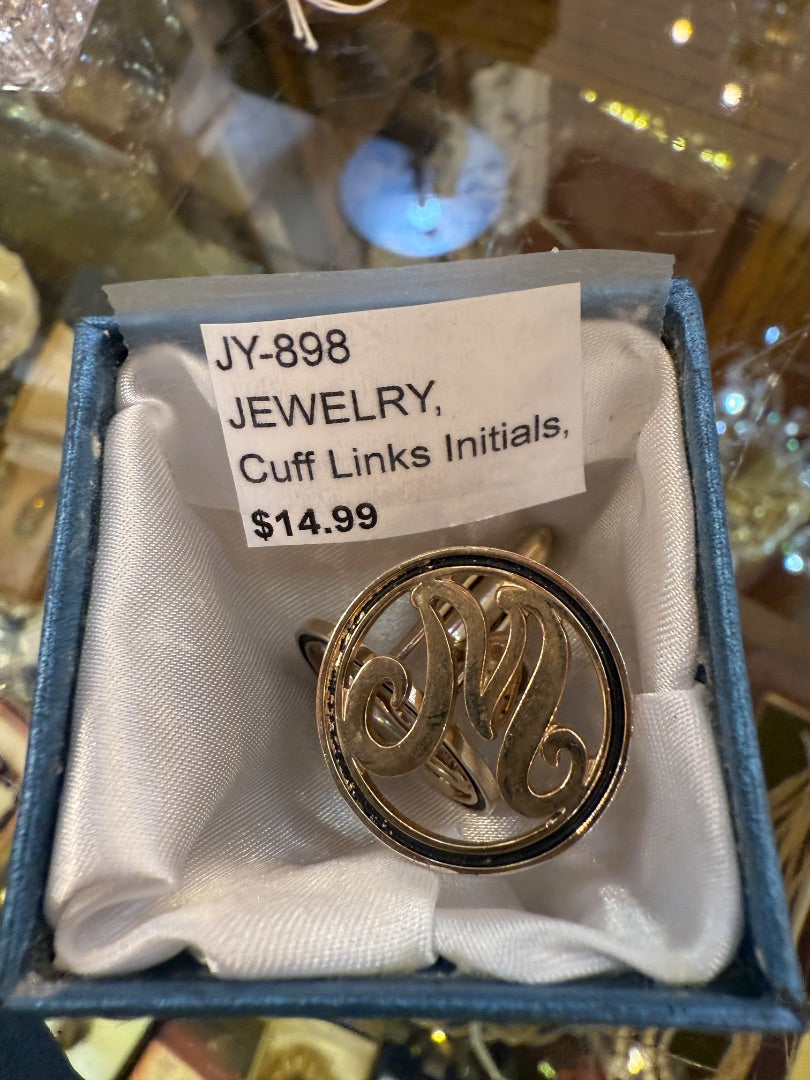 JY-898
JEWELRY,
Cuff Links Initials,
$14.99
M